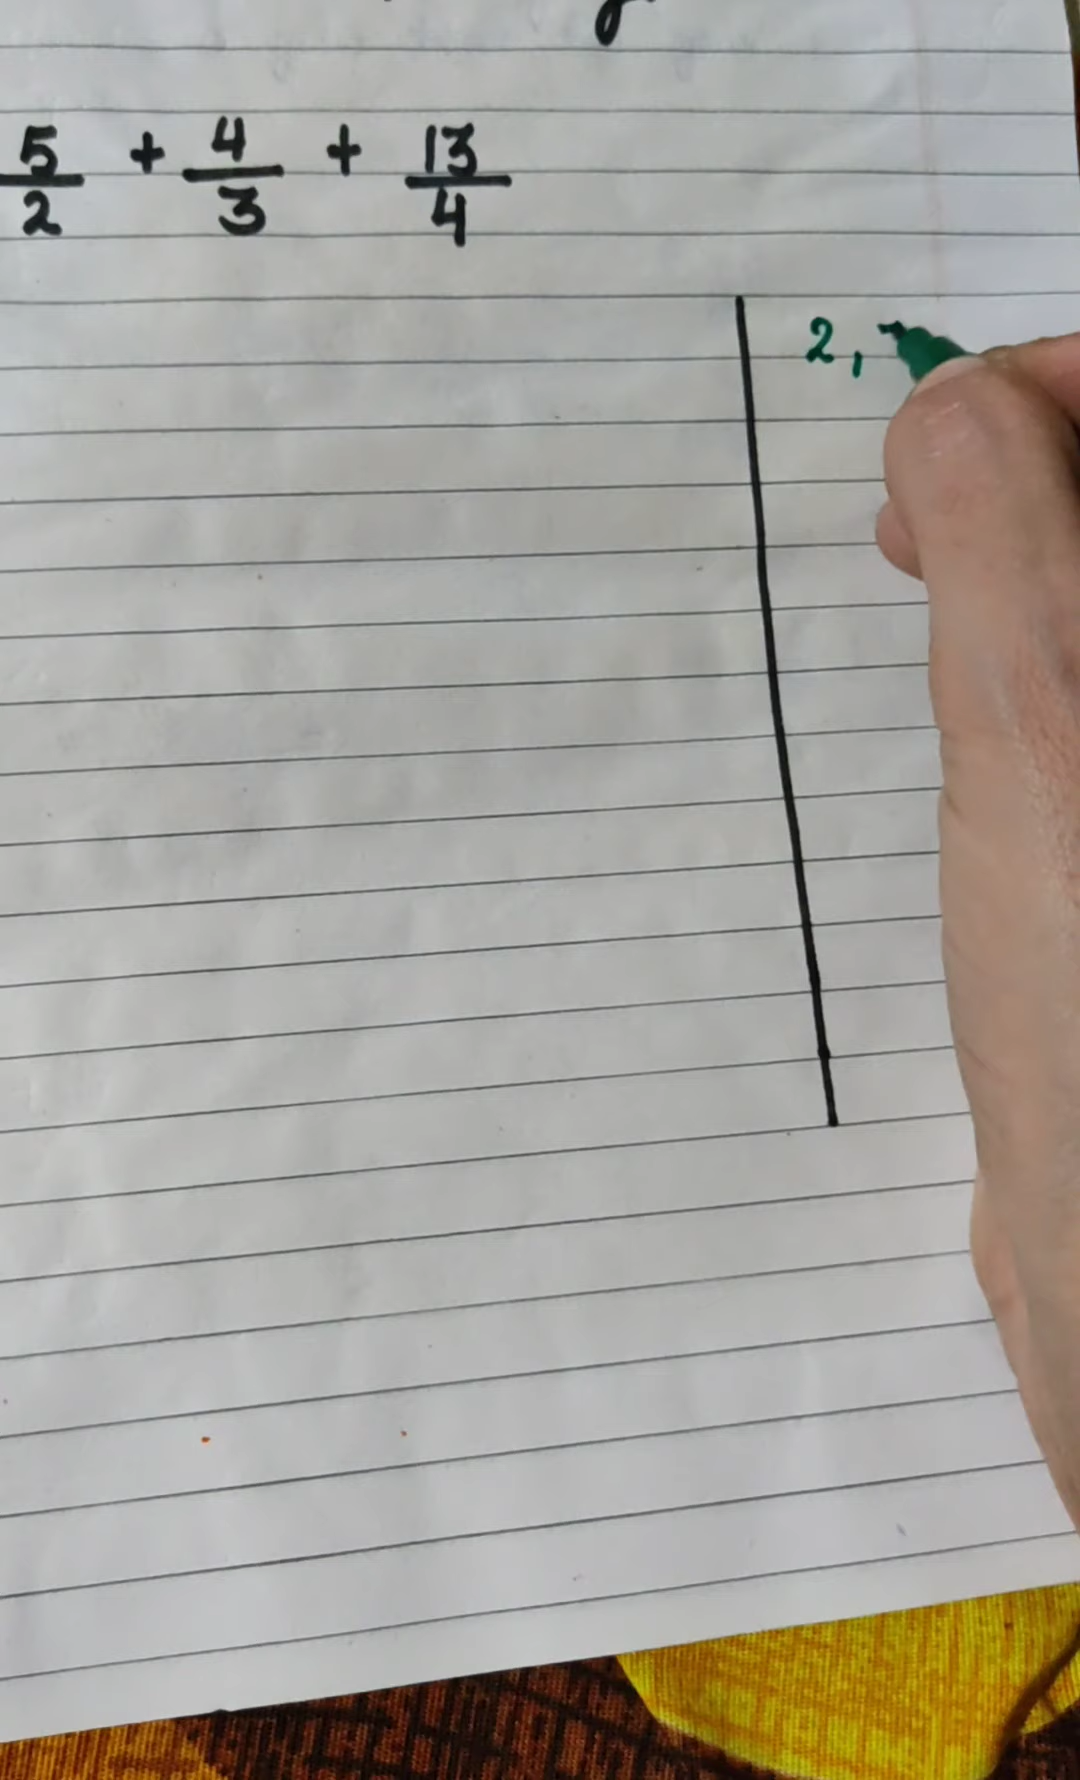 5/2 + 4/3 + 13/4
2,